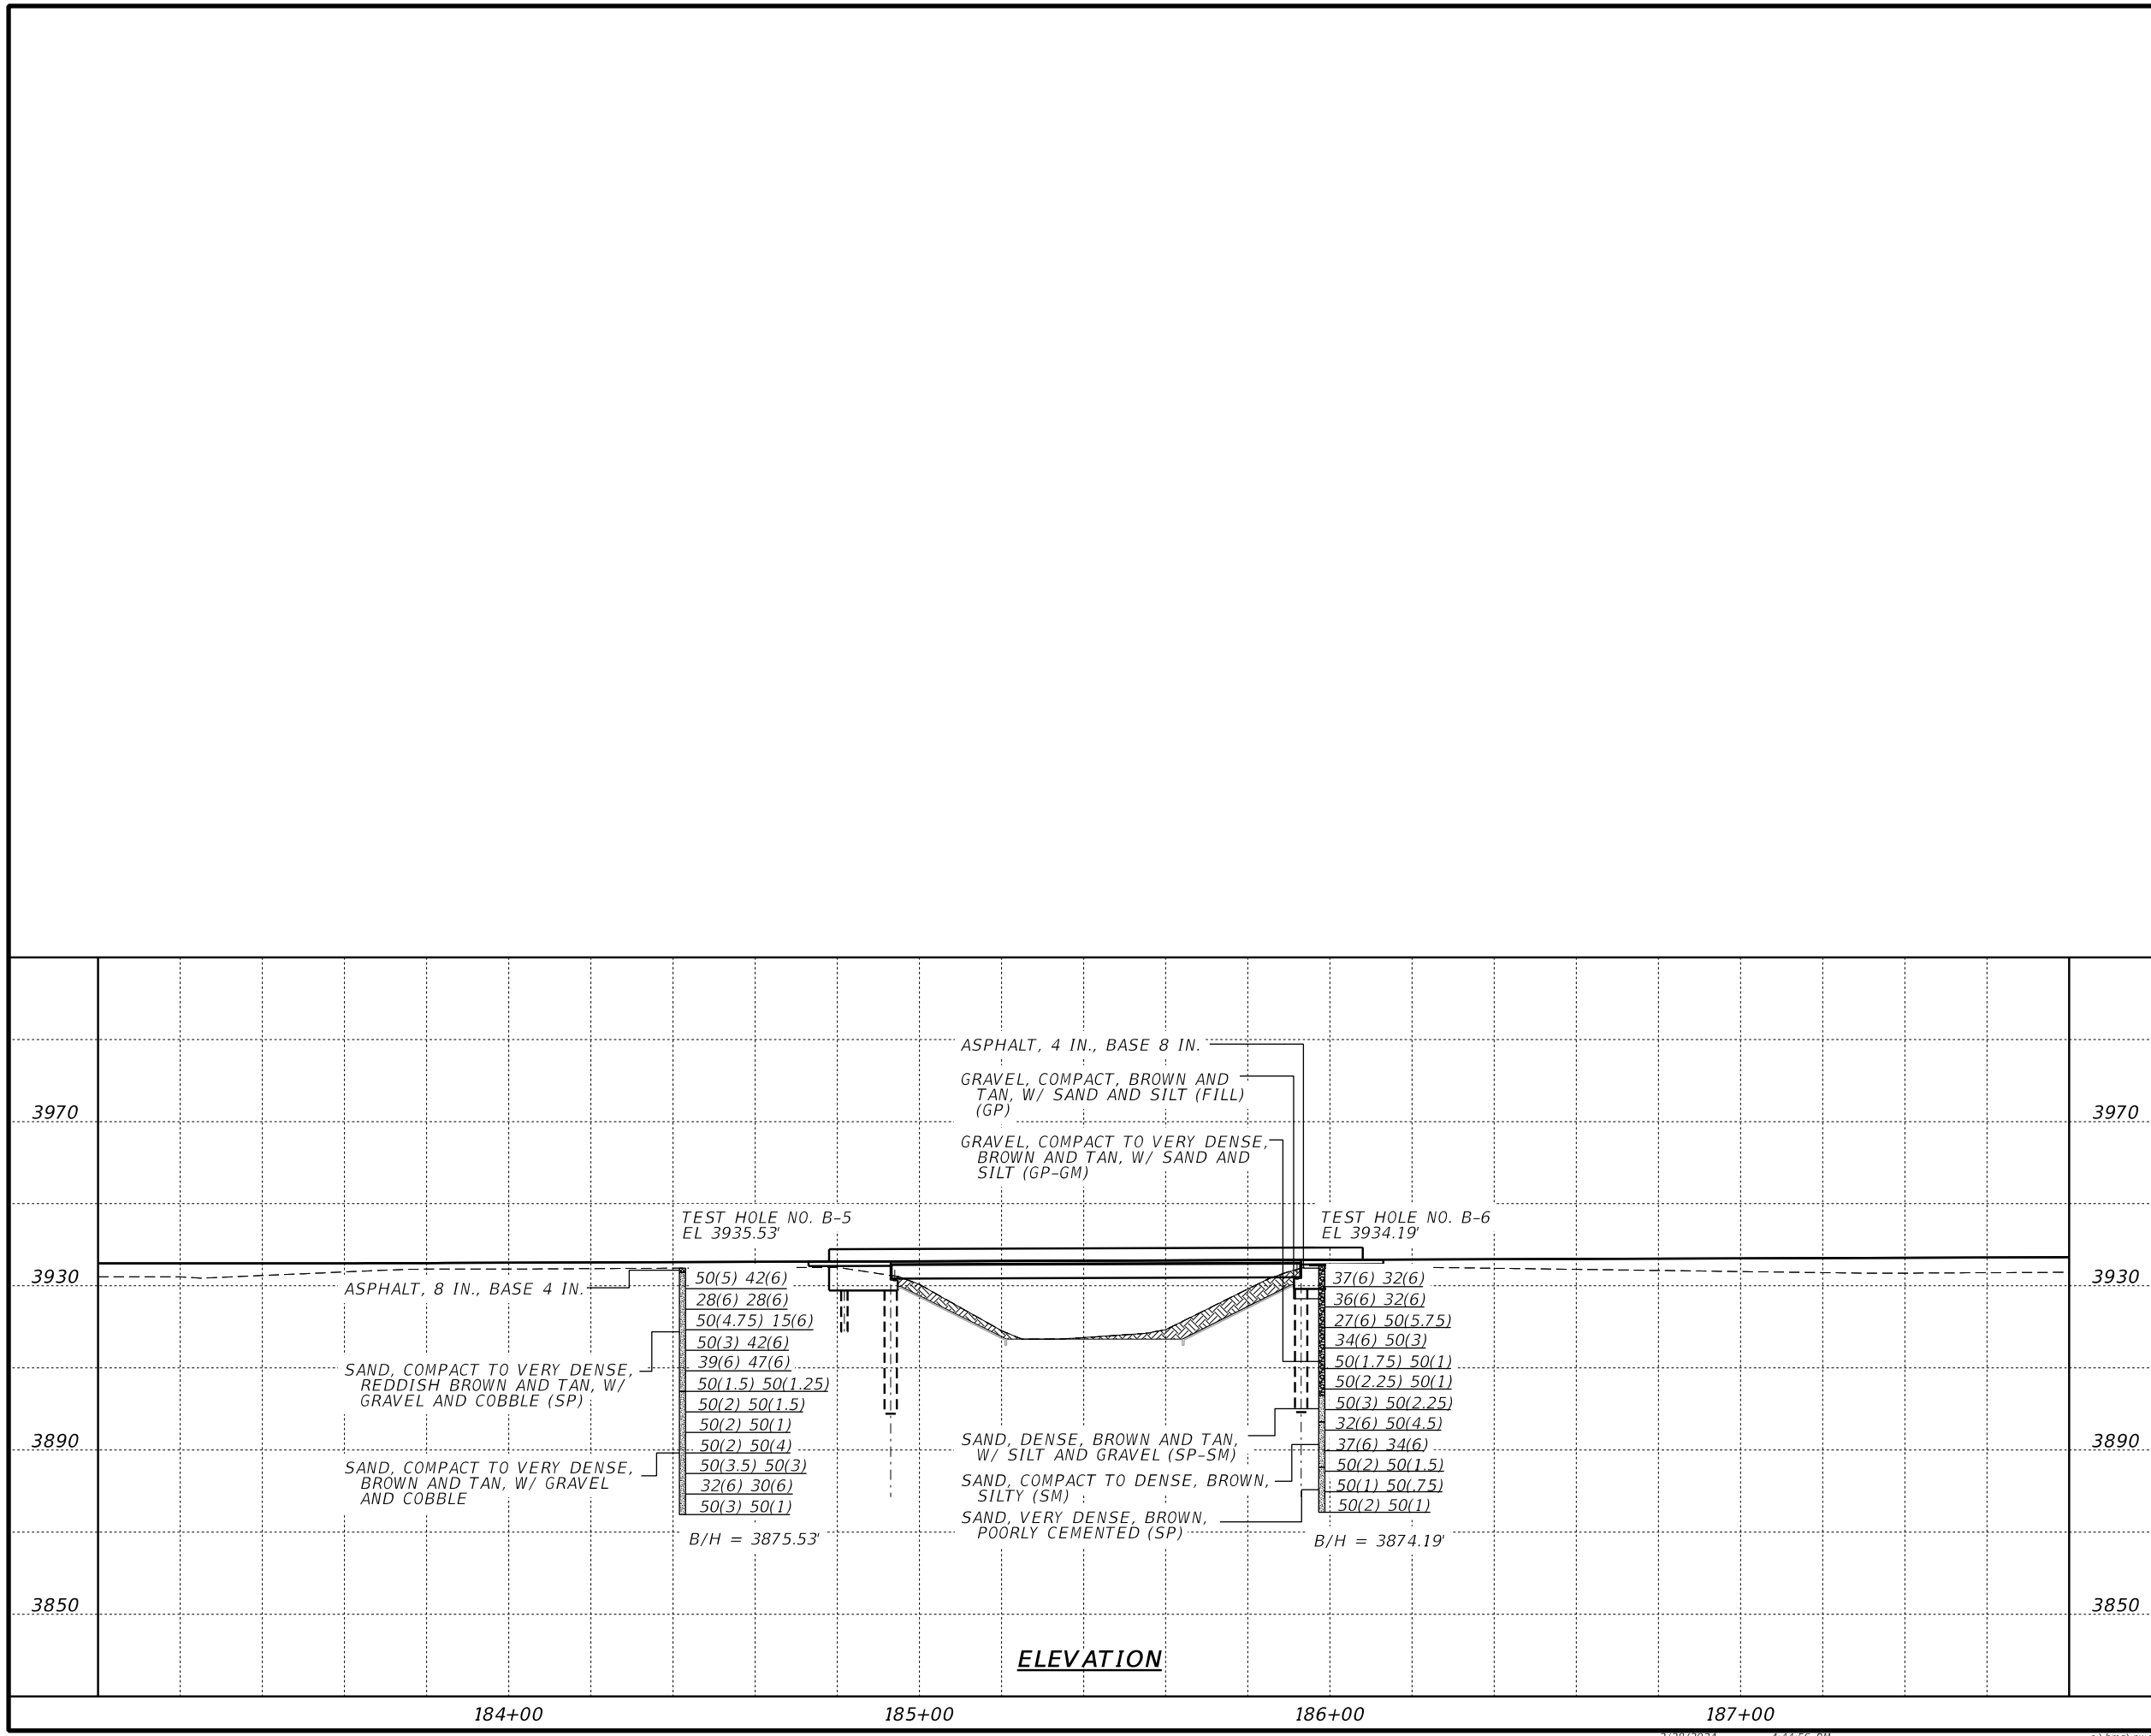 ASPHALT, 4 IN., BASE 8 IN.
GRAVEL, COMPACT, BROWN AND
TAN, W/ SAND AND SILT (FILL)
(GP)
GRAVEL, COMPACT TO VERY DENSE,
BROWN AND TAN, W/ SAND AND
SILT (GP-GM)
3970
3970
TEST HOLE NO. B-5
EL 3935.53'
TEST HOLE NO. B-6
EL 3934.19'
3930
3930
ASPHALT, 8 IN., BASE 4 IN.
50(5) 42(6)
28(6) 28(6)
50(4.75) 15(6)
50(3) 42(6)
39(6) 47(6)
50(1.5) 50(1.25)
50(2) 50(1.5)
50(2) 50(1)
50(2) 50(4)
50(3.5) 50(3)
32(6) 30(6)
50(3) 50(1)
B/H = 3875.53'
SAND, COMPACT TO VERY DENSE,
REDDISH BROWN AND TAN, W/
GRAVEL AND COBBLE (SP)
SAND, COMPACT TO VERY DENSE,
BROWN AND TAN, W/ GRAVEL
AND COBBLE
37(6) 32(6)
36(6) 32(6)
27(6) 50(5.75)
34(6) 50(3)
50(1.75) 50(1)
50(2.25) 50(1)
50(3) 50(2.25)
32(6) 50(4.5)
37(6) 34(6)
50(2) 50(1.5)
50(1) 50(.75)
50(2) 50(1)
B/H = 3874.19'
SAND, DENSE, BROWN AND TAN,
W/ SILT AND GRAVEL (SP-SM)
SAND, COMPACT TO DENSE, BROWN,
SILTY (SM)
SAND, VERY DENSE, BROWN,
POORLY CEMENTED (SP)
3890
3890
3850
3850
ELEVATION
184+00
185+00
186+00
187+00